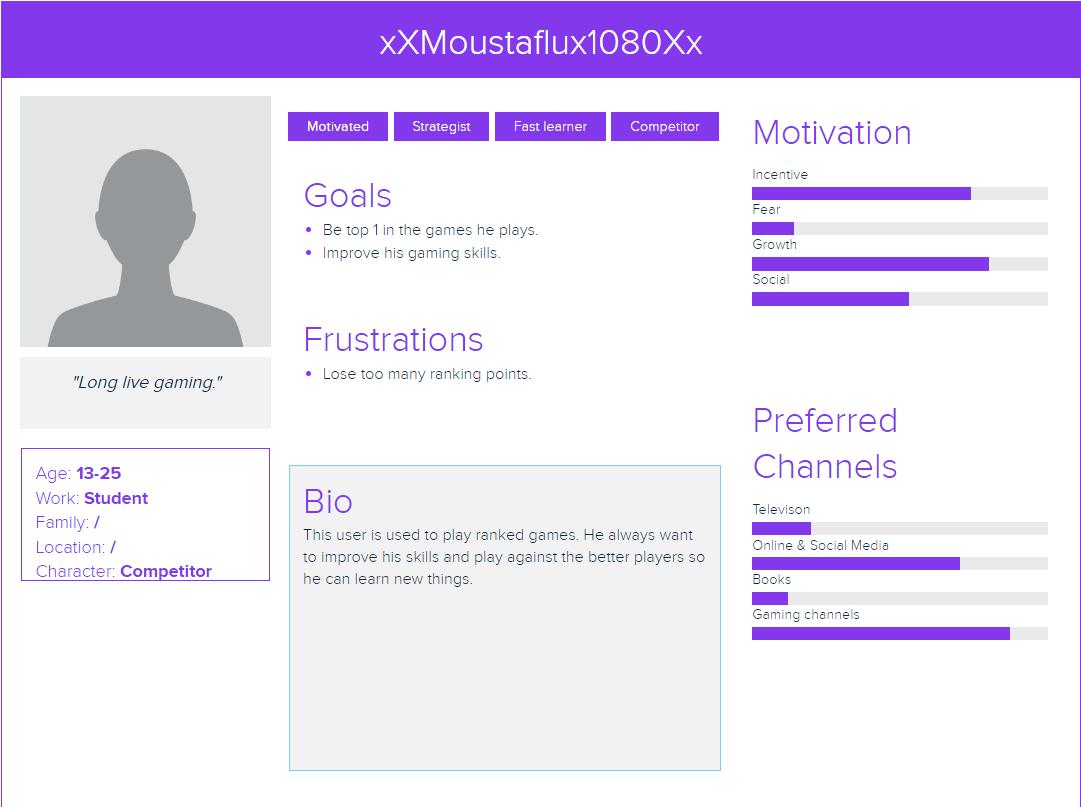 xXMoustaflux1080Xx
"Long live gaming."
Age: 13-25
Work: Student
Family: /
Location: /
Character: Competitor
Motivated
Strategist
Fast learner
Competitor
Goals
• Be top 1 in the games he plays.
• Improve his gaming skills.
Frustrations
• Lose too many ranking points.
Bio
This user is used to play ranked games. He always want
to improve his skills and play against the better players so
he can learn new things.
Motivation
Incentive
Fear
Growth
Social
Preferred
Channels
Televison
Online & Social Media
Books
Gaming channels